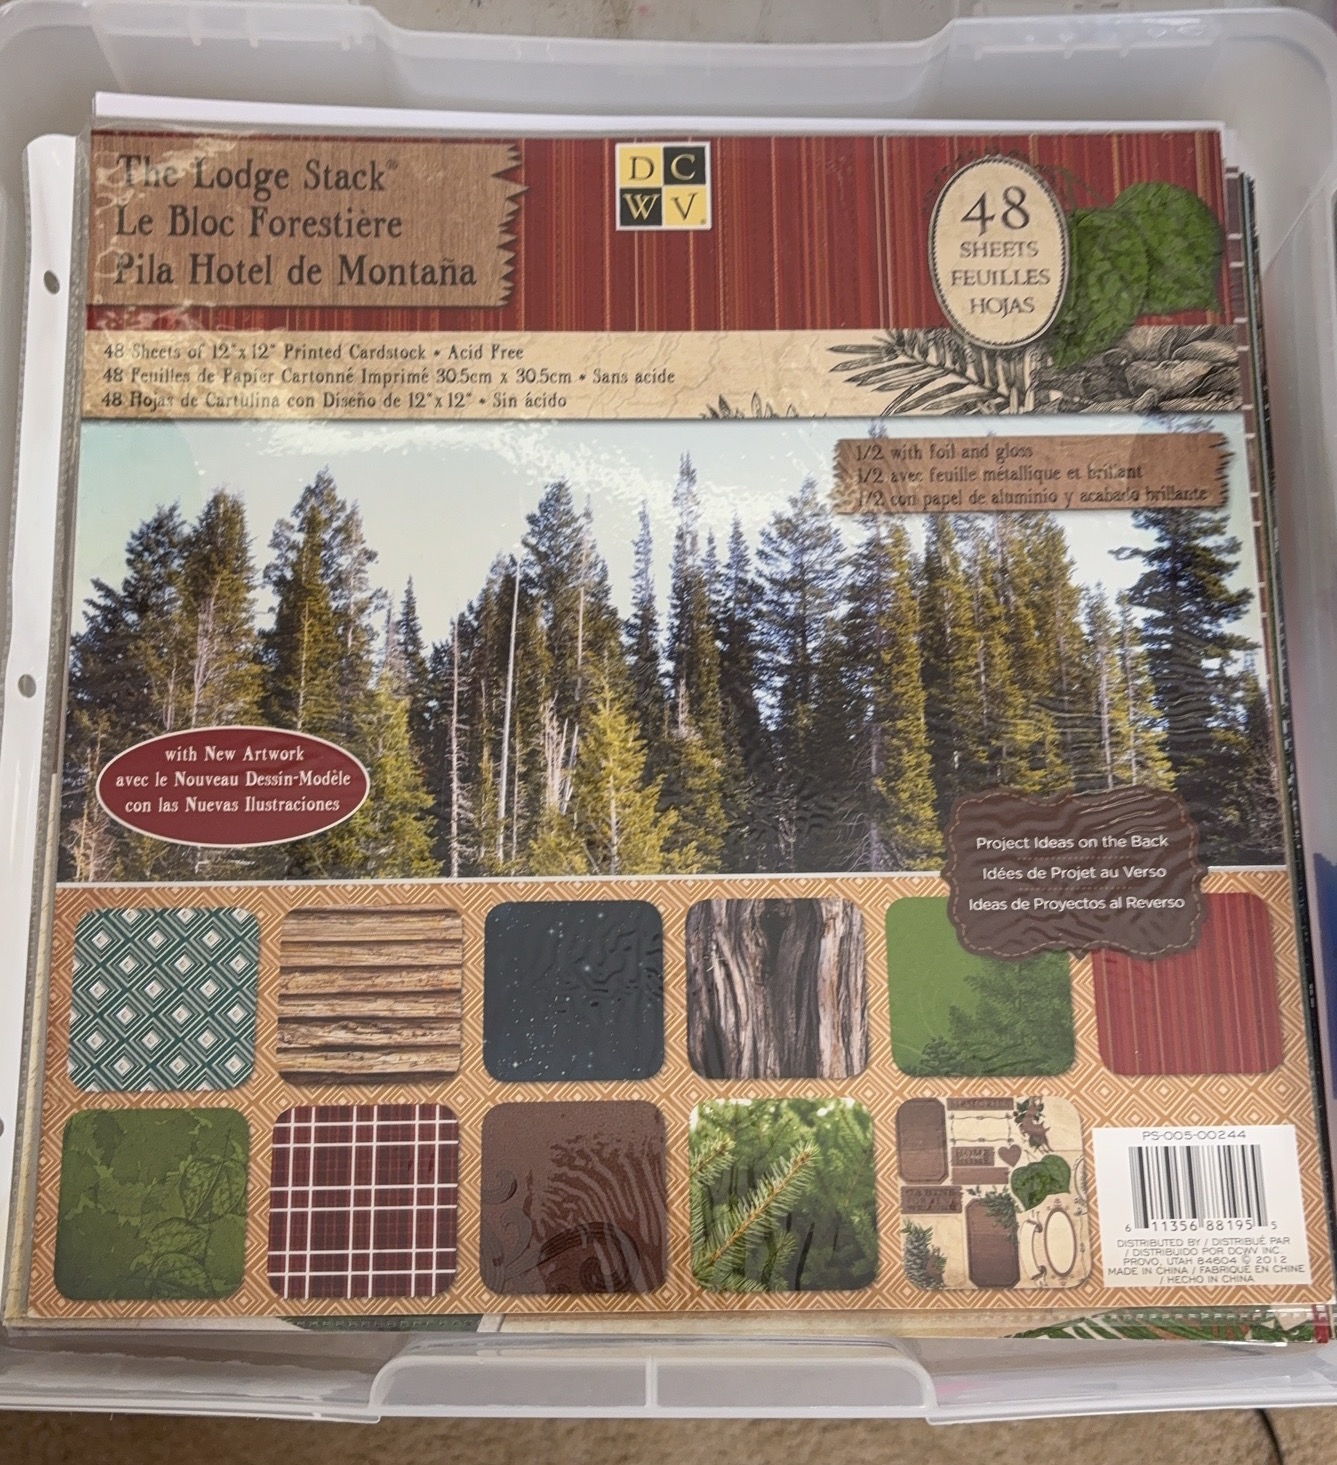 The Lodge Stack®
Le Bloc Forestière
Pila Hotel de Montaña
D C
W V
48
SHEETS
FEUILLES
HOJAS
48 Sheets of 12"x 12" Printed Cardstock • Acid Free
48 Feuilles de Papier Cartonné Imprimé 30.5cm x 30.5cm • Sans acide
48 Hojas de Cartulina con Diseño de 12"x 12" • Sin ácido
1/2 with foil and gloss
1/2 avec feuille métallique et brillant
1/2 con papel de aluminio y acabado brillante
with New Artwork
avec le Nouveau Dessin-Modèle
con las Nuevas Ilustraciones
Project Ideas on the Back
Idées de Projet au Verso
Ideas de Proyectos al Reverso
PS-005-00244
6 11356 88195 5
DISTRIBUTED BY / DISTRIBUÉ PAR
/ DISTRIBUIDO POR DCWV INC.
PROVO, UTAH 84604 © 2012
MADE IN CHINA / FABRIQUÉ EN CHINE
/ HECHO IN CHINA